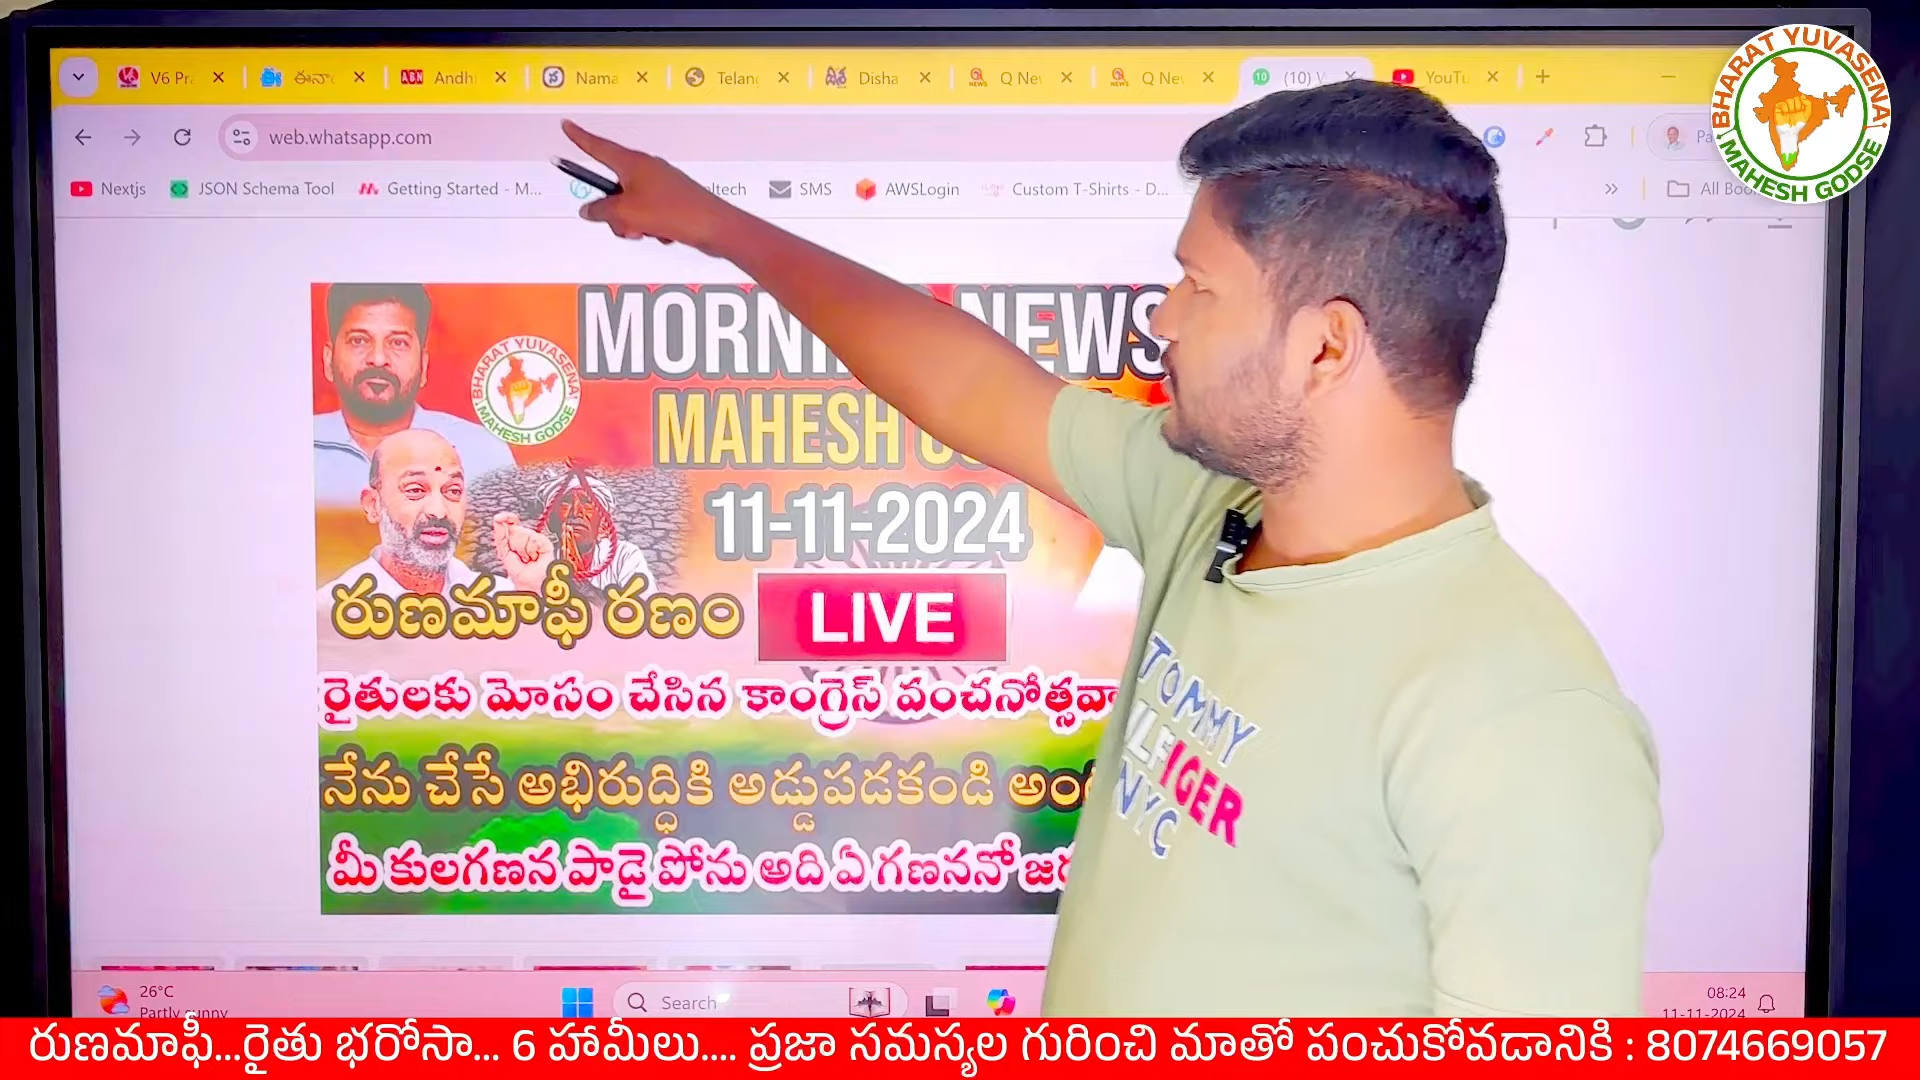 V6 Pr
ఈనా
ABN Andh
Nama
Telan
Disha
Q Ne
Q Ne
(10)
YouTu
web.whatsapp.com
Nextjs
JSON Schema Tool
Getting Started - M...
SMS
AWSLogin
Custom T-Shirts - D...
All Boo
BHARAT YUVASENA
MAHESH GODSE
MORNI NEWS
BHARAT YUVASENA
MAHESH GODSE
MAHESH
11-11-2024
రుణమాఫీ రణం
LIVE
రైతులకు మోసం చేసిన కాంగ్రెస్ వంచనోత్సవా
నేను చేసే అభిరుద్ధికి అడ్డుపడకండి అం
మీ కులగణన పాడై పోను అది ఏ గణననో జ
TOMMY
HILFIGER
NYC
26°C
Partly sunny
Search
08:24
11-11-2024
రుణమాఫీ...రైతు భరోసా... 6 హామీలు.... ప్రజా సమస్యల గురించి మాతో పంచుకోవడానికి : 8074669057